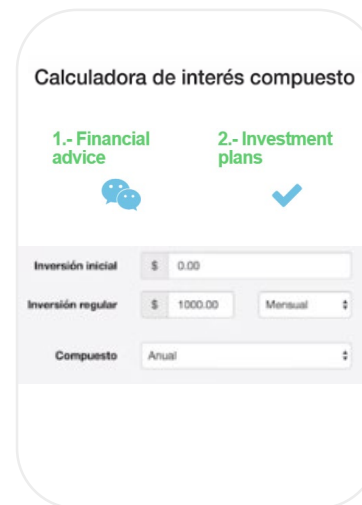 Calculadora de interés compuesto
1.- Financial advice
2.- Investment plans
Inversión inicial $ 0.00
Inversión regular $ 1000.00 Mensual
Compuesto Anual